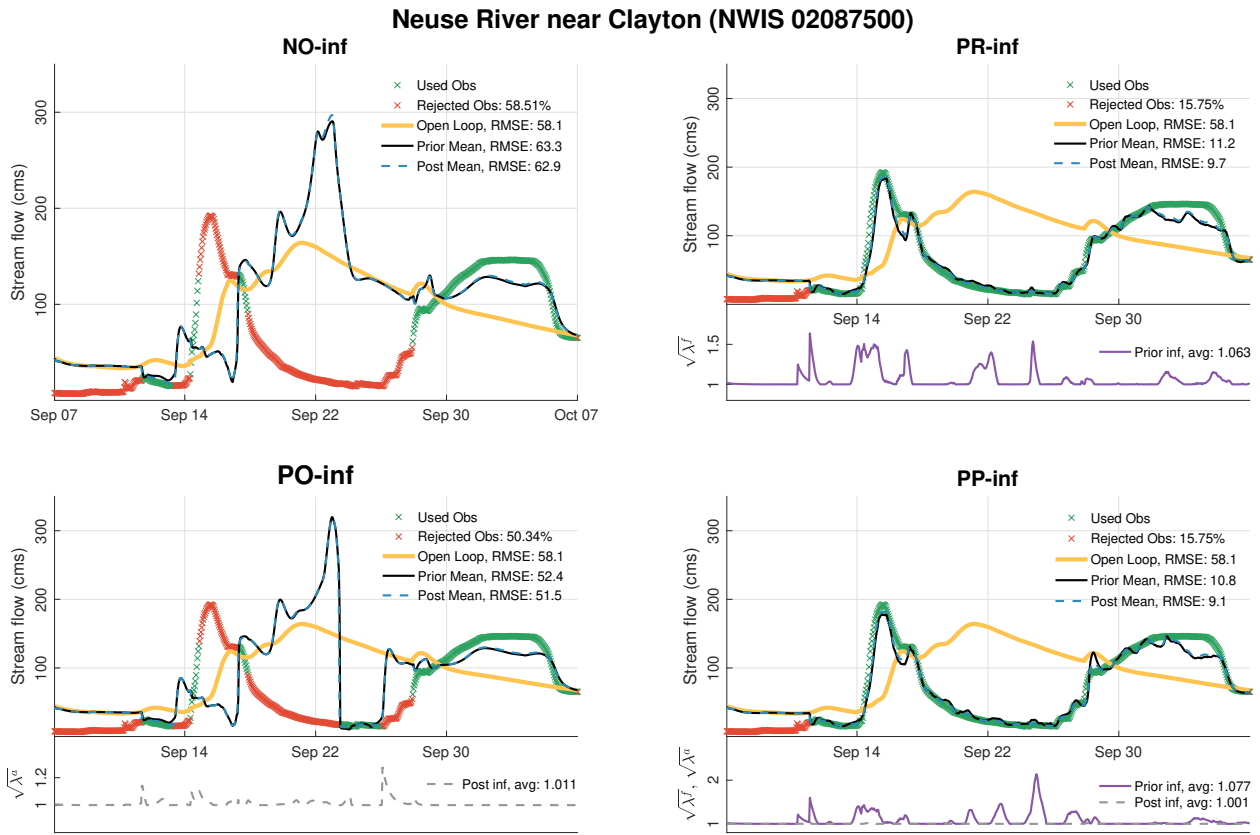 Neuse River near Clayton (NWIS 02087500)
NO-inf
Stream flow (cms)
300
200
100
Used Obs
Rejected Obs: 58.51%
Open Loop, RMSE: 58.1
Prior Mean, RMSE: 63.3
Post Mean, RMSE: 62.9
Sep 07
Sep 14
Sep 22
Sep 30
Oct 07
PR-inf
Stream flow (cms)
300
200
100
Used Obs
Rejected Obs: 15.75%
Open Loop, RMSE: 58.1
Prior Mean, RMSE: 11.2
Post Mean, RMSE: 9.7
Sep 14
Sep 22
Sep 30
√λᶠ
1.5
1
Prior inf, avg: 1.063
PO-inf
Stream flow (cms)
300
200
100
Used Obs
Rejected Obs: 50.34%
Open Loop, RMSE: 58.1
Prior Mean, RMSE: 52.4
Post Mean, RMSE: 51.5
Sep 14
Sep 22
Sep 30
√λᵃ
1.2
1
Post inf, avg: 1.011
PP-inf
Stream flow (cms)
300
200
100
Used Obs
Rejected Obs: 15.75%
Open Loop, RMSE: 58.1
Prior Mean, RMSE: 10.8
Post Mean, RMSE: 9.1
Sep 14
Sep 22
Sep 30
√λᶠ, √λᵃ
2
1
Prior inf, avg: 1.077
Post inf, avg: 1.001